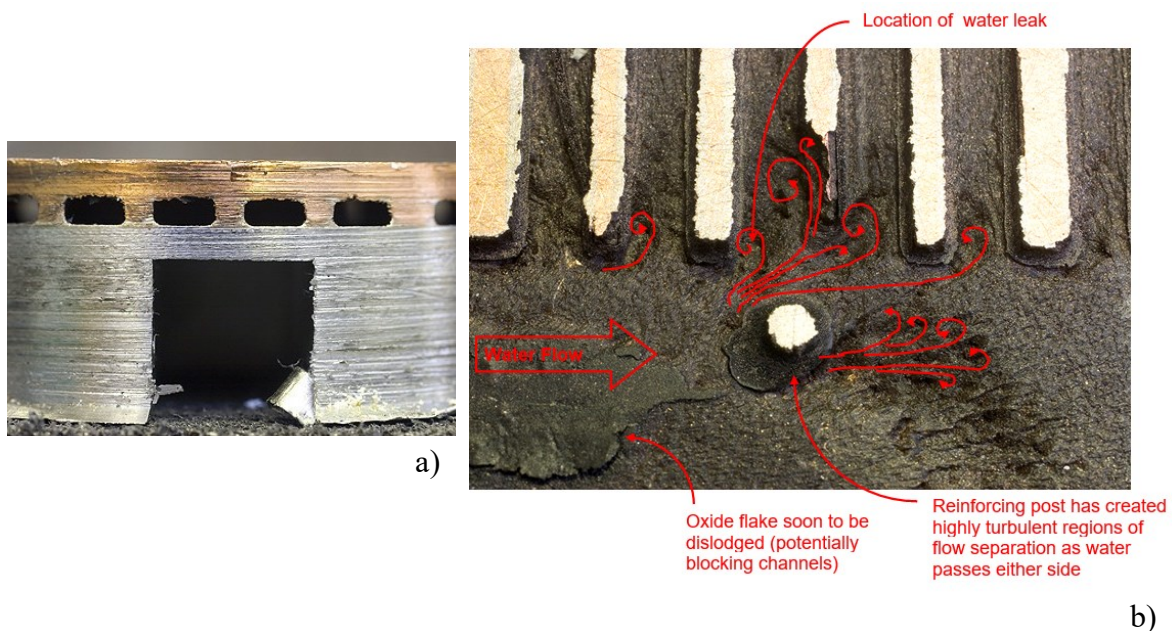 Location of water leak
Water Flow
a)
Oxide flake soon to be
dislodged (potentially
blocking channels)
Reinforcing post has created
highly turbulent regions of
flow separation as water
passes either side
b)